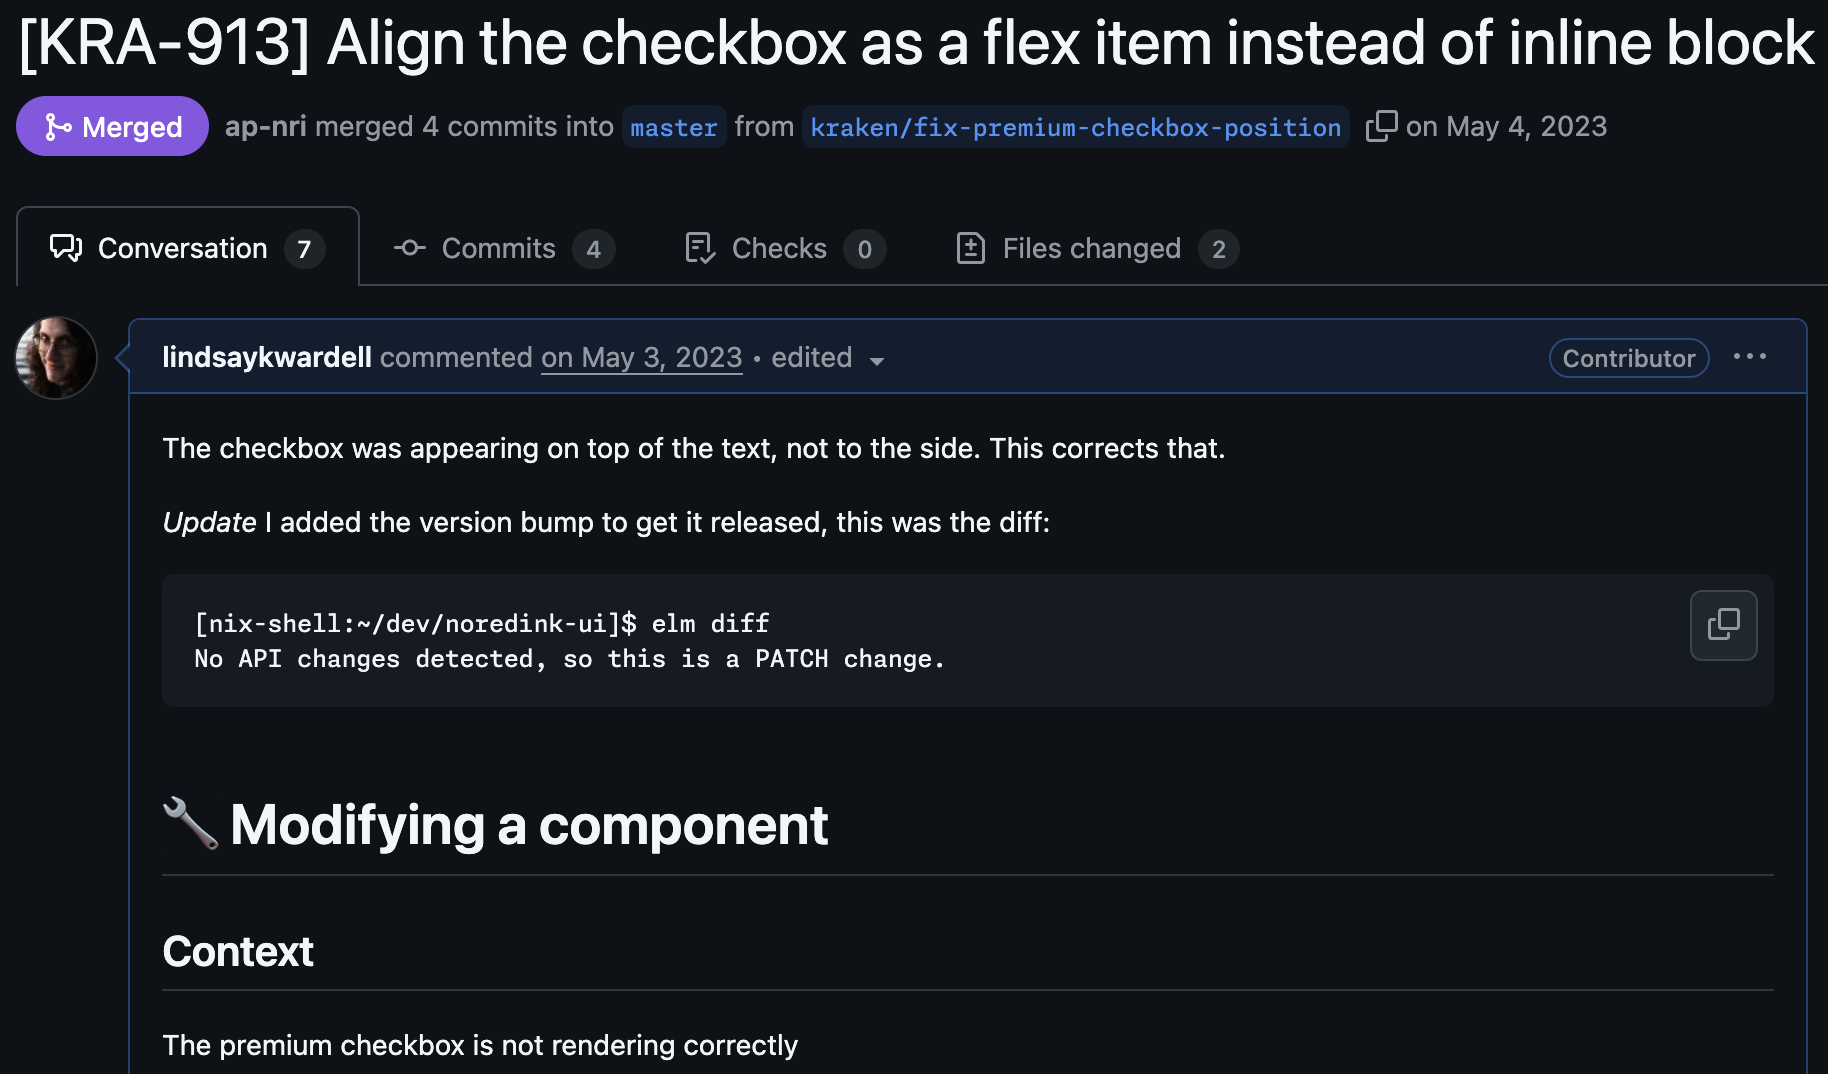 [KRA-913] Align the checkbox as a flex item instead of inline block
Merged ap-nri merged 4 commits into master from kraken/fix-premium-checkbox-position on May 4, 2023
Conversation 7 Commits 4 Checks 0 Files changed 2
lindsaykwardell commented on May 3, 2023 • edited Contributor
The checkbox was appearing on top of the text, not to the side. This corrects that.
Update I added the version bump to get it released, this was the diff:
[nix-shell:~/dev/noredink-ui]$ elm diff
No API changes detected, so this is a PATCH change.
🔧 Modifying a component
Context
The premium checkbox is not rendering correctly